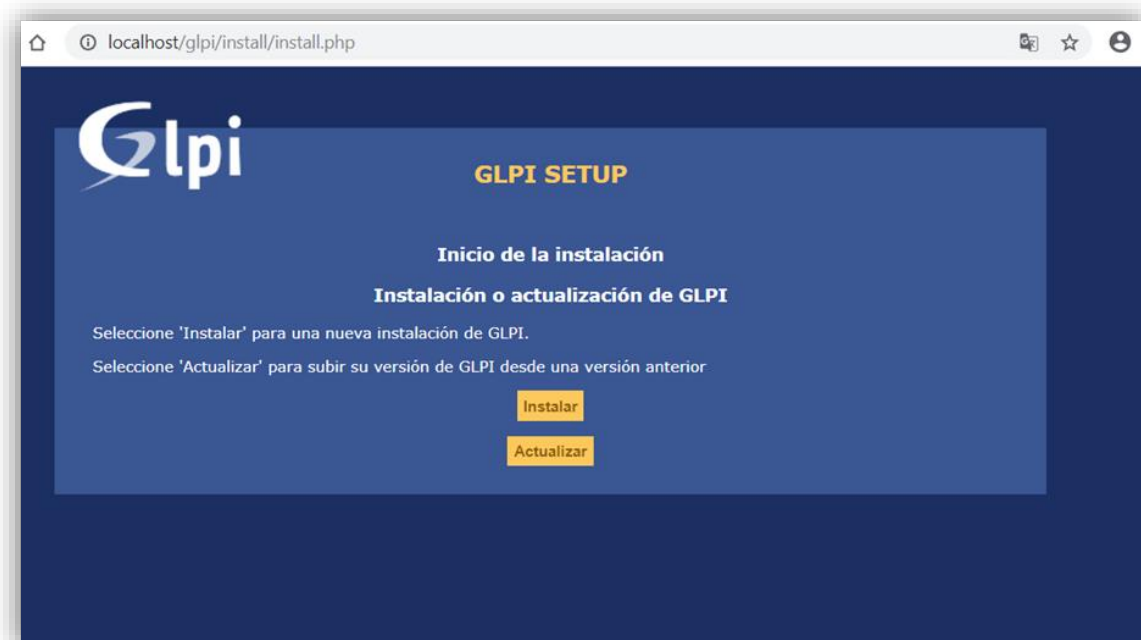 localhost/glpi/install/install.php
Glpi
GLPI SETUP
Inicio de la instalación
Instalación o actualización de GLPI
Seleccione 'Instalar' para una nueva instalación de GLPI.
Seleccione 'Actualizar' para subir su versión de GLPI desde una versión anterior
Instalar
Actualizar